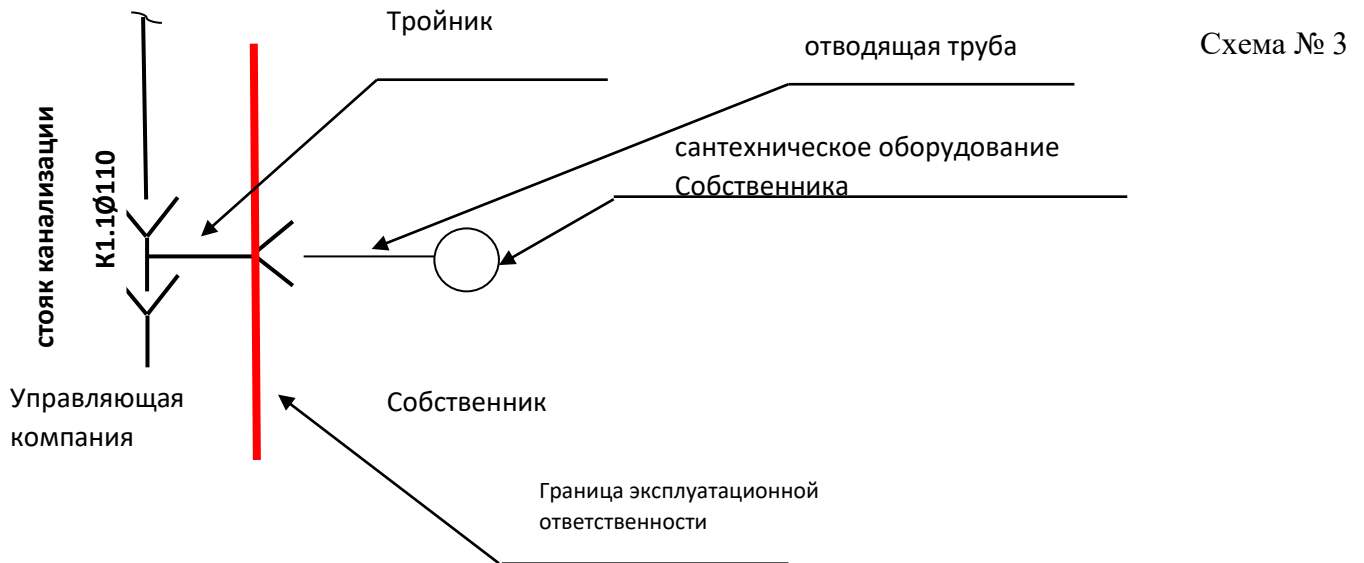 Тройник
отводящая труба
Схема № 3
сантехническое оборудование
Собственника
стояк канализации
К1.1Ø110
Управляющая
компания
Собственник
Граница эксплуатационной
ответственности